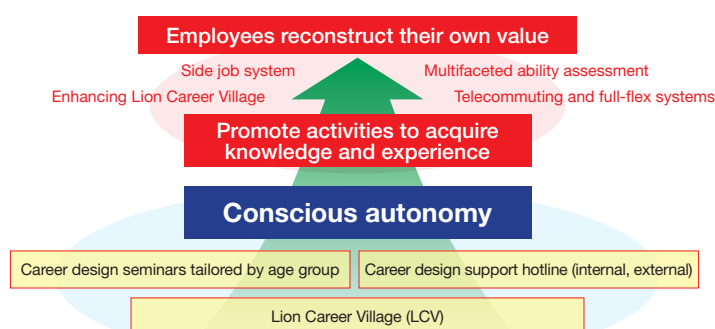 Employees reconstruct their own value
Side job system
Multifaceted ability assessment
Enhancing Lion Career Village
Telecommuting and full-flex systems
Promote activities to acquire
knowledge and experience
Conscious autonomy
Career design seminars tailored by age group
Career design support hotline (internal, external)
Lion Career Village (LCV)